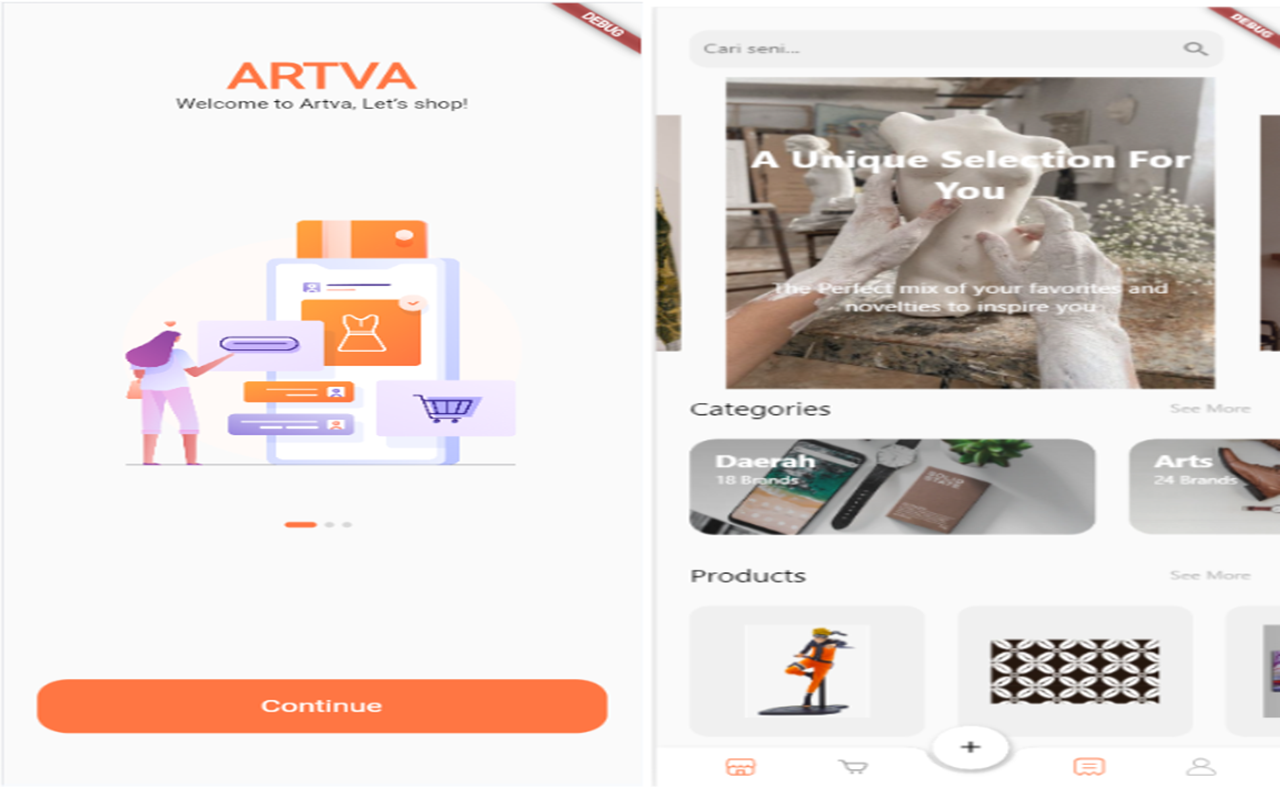 DEBUG
ARTVA
Welcome to Artva, Let's shop!
Continue
DEBUG
Cari seni...
A Unique Selection For
You
The Perfect mix of your favorites and
novelties to inspire you
Categories
See More
Daerah
18 Brands
Arts
24 Brands
Products
See More